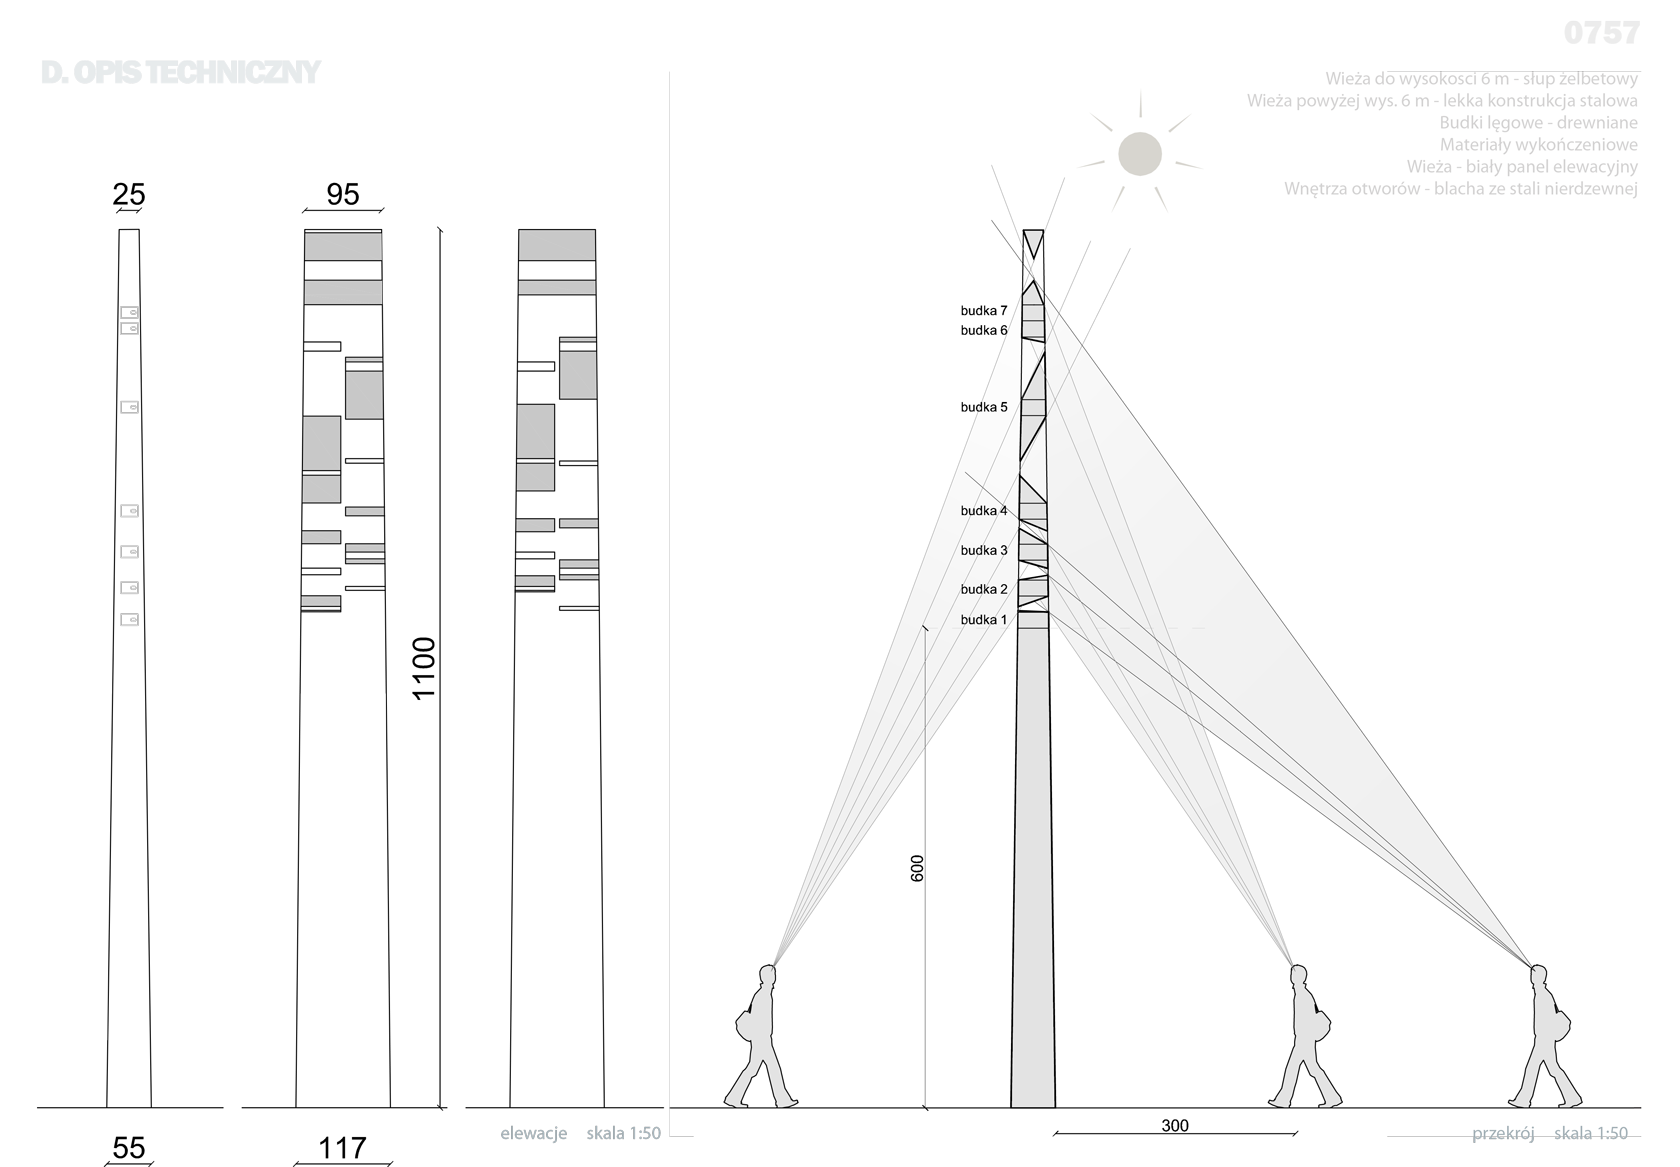 0757
D. OPIS TECHNICZNY
Wieża do wysokosci 6 m - słup żelbetowy
Wieża powyżej wys. 6 m - lekka konstrukcja stalowa
Budki lęgowe - drewniane
Materiały wykończeniowe
Wieża - biały panel elewacyjny
Wnętrza otworów - blacha ze stali nierdzewnej
25
95
1100
budka 7
budka 6
budka 5
budka 4
budka 3
budka 2
budka 1
600
300
elewacje skala 1:50
przekrój skala 1:50
55
117